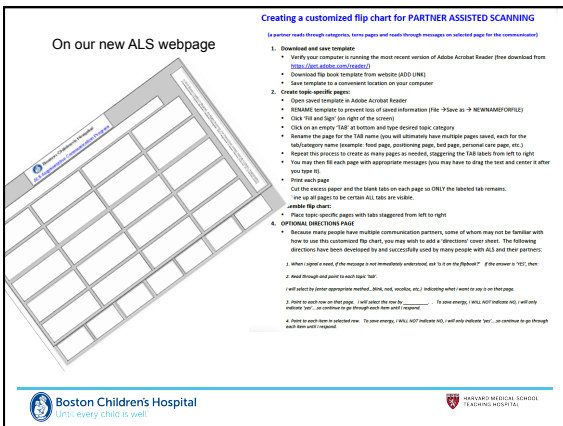 On our new ALS webpage
Boston Children's Hospital
ALS Augmentative Communication Program
Creating a customized flip chart for PARTNER ASSISTED SCANNING
(a partner reads through categories, turns pages and reads through messages on selected page for the communicator)
1. Download and save template
• Verify your computer is running the most recent version of Adobe Acrobat Reader (free download from
https://get.adobe.com/reader/)
• Download flip book template from website (ADD LINK)
• Save template to a convenient location on your computer
2. Create topic-specific pages:
• Open saved template in Adobe Acrobat Reader
• RENAME template to prevent loss of saved information (File →Save as → NEWNAMEFORFILE)
• Click 'Fill and Sign' (on right of the screen)
• Click on an empty 'TAB' at bottom and type desired topic category
• Rename the page for the TAB name (you will ultimately have multiple pages saved, each for the
tab/category name (example: food page, positioning page, bed page, personal care page, etc.)
• Repeat this process to create as many pages as needed, staggering the TAB labels from left to right
• You may then fill each page with appropriate messages (you may have to drag the text and center it after
you type it).
• Print each page
Cut the excess paper and the blank tabs on each page so ONLY the labeled tab remains.
ine up all pages to be certain ALL tabs are visible.
emble flip chart:
• Place topic-specific pages with tabs staggered from left to right
4. OPTIONAL DIRECTIONS PAGE
• Because many people have multiple communication partners, some of whom may not be familiar with
how to use this customized flip chart, you may wish to add a 'directions' cover sheet. The following
directions have been developed by and successfully used by many people with ALS and their partners:
1. When I signal a need, if the message is not immediately understood, ask 'is it on the flipbook?' if the answer is 'YES', then:
2. Read through and point to each topic 'tab'.
I will select by (enter appropriate method...blink, nod, vocalize, etc.) indicating what I want to say is on that page.
3. Point to each row on that page. I will select the row by ________. . To save energy, I WILL NOT indicate NO, I will only
indicate 'yes'....so continue to go through each item until I respond.
4. Point to each item in selected row. To save energy, I WILL NOT indicate NO, I will only indicate 'yes'....so continue to go through
each item until I respond.
Boston Children's Hospital
Until every child is well
HARVARD MEDICAL SCHOOL
TEACHING HOSPITAL